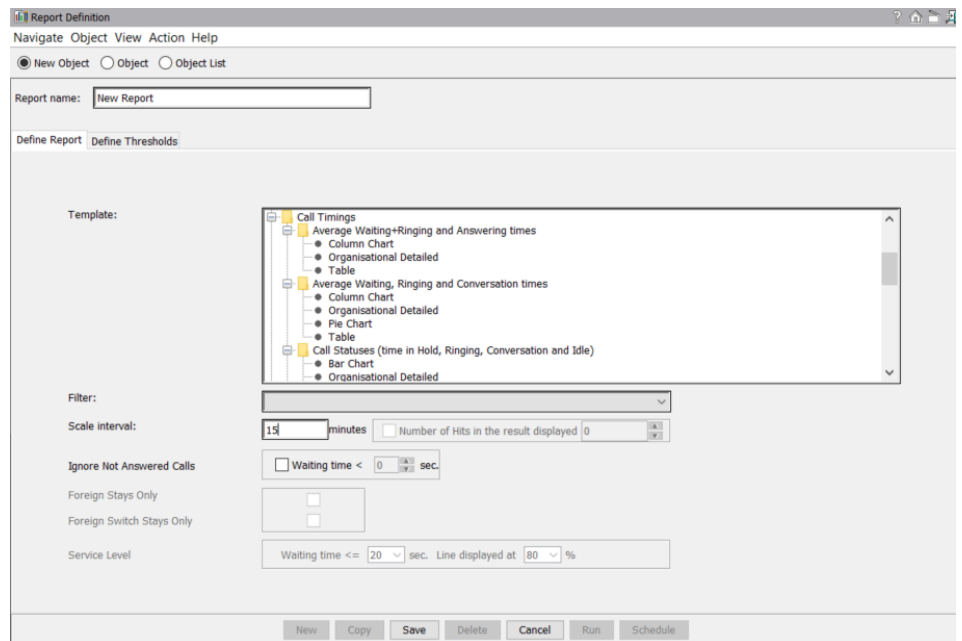 Report Definition
Navigate Object View Action Help
New Object Object Object List
Report name: New Report
Define Report Define Thresholds
Template:
Call Timings
Average Waiting+Ringing and Answering times
Column Chart
Organisational Detailed
Table
Average Waiting, Ringing and Conversation times
Column Chart
Organisational Detailed
Pie Chart
Table
Call Statuses (time in Hold, Ringing, Conversation and Idle)
Bar Chart
Organisational Detailed
Filter:
Scale interval: 15 minutes Number of Hits in the result displayed 0
Ignore Not Answered Calls Waiting time < 0 sec.
Foreign Stays Only
Foreign Switch Stays Only
Service Level Waiting time <= 20 sec. Line displayed at 80 %
New Copy Save Delete Cancel Run Schedule